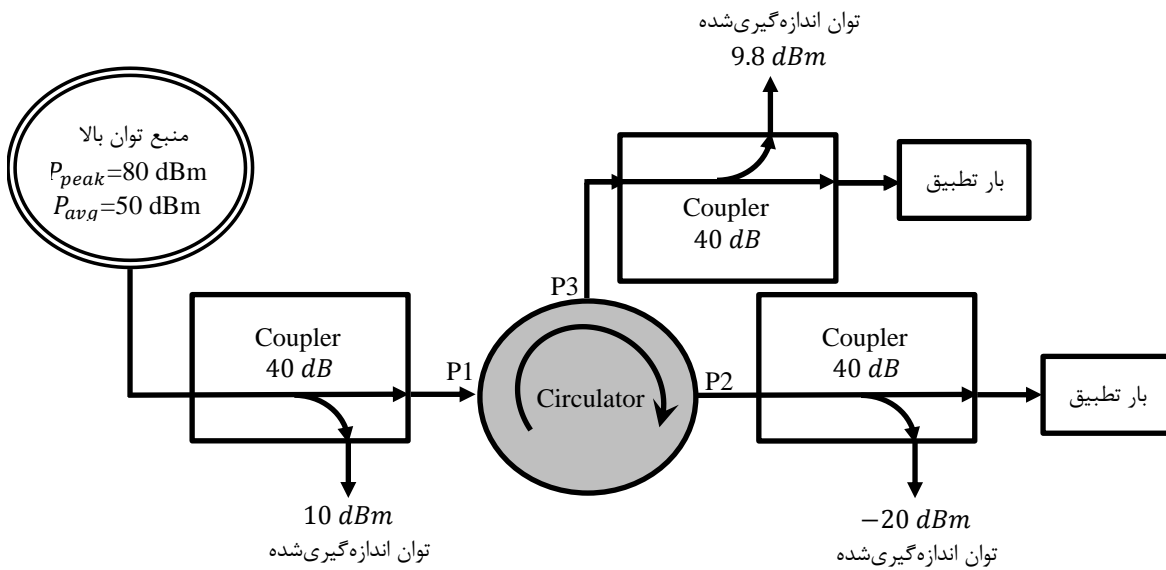 توان اندازه‌گیری‌شده
9.8 dBm
منبع توان بالا
P_peak=80 dBm
P_avg=50 dBm
Coupler
40 dB
بار تطبیق
P3
Coupler
40 dB
P1
Circulator
P2
Coupler
40 dB
بار تطبیق
10 dBm
توان اندازه‌گیری‌شده
−20 dBm
توان اندازه‌گیری‌شده